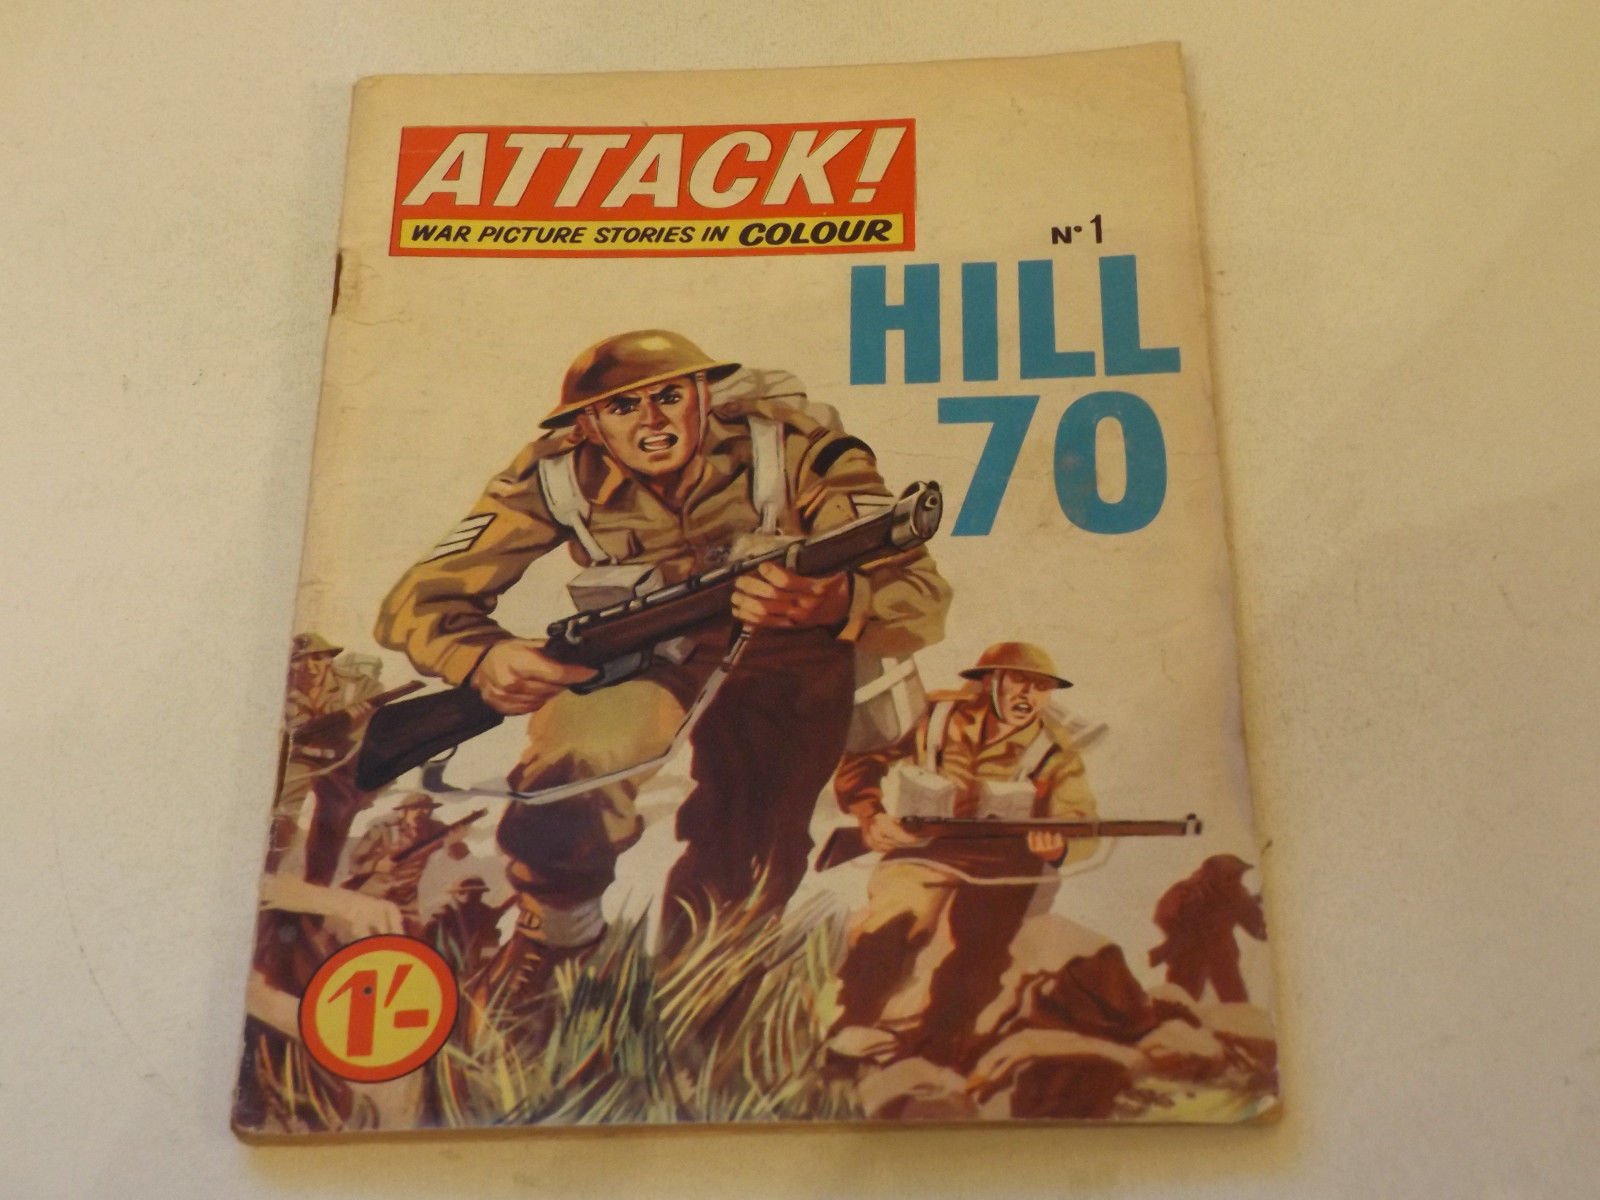 ATTACK!
WAR PICTURE STORIES IN COLOUR
Nº 1
HILL
70
1'-